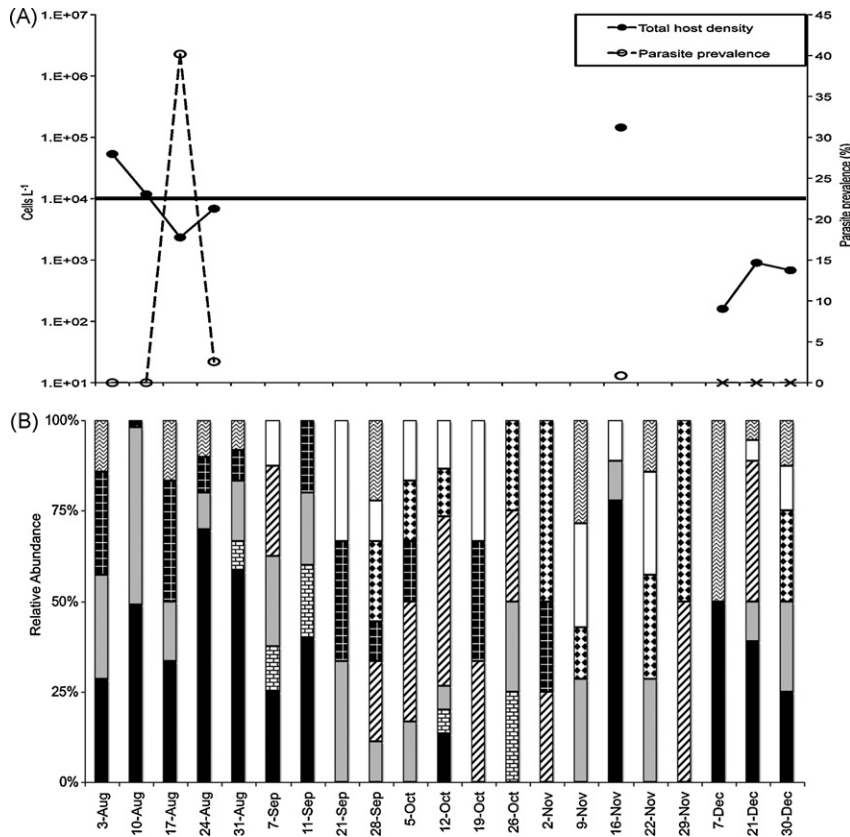 (A)
Total host density
Parasite prevalence
1.E+07
1.E+06
1.E+05
1.E+04
1.E+03
1.E+02
1.E+01
Cells L-1
45
40
35
30
25
20
15
10
5
0
Parasite prevalence (%)
(B)
100%
75%
50%
25%
0%
Relative Abundance
3-Aug
10-Aug
17-Aug
24-Aug
31-Aug
7-Sep
11-Sep
21-Sep
28-Sep
5-Oct
12-Oct
19-Oct
26-Oct
2-Nov
9-Nov
16-Nov
22-Nov
29-Nov
7-Dec
21-Dec
30-Dec